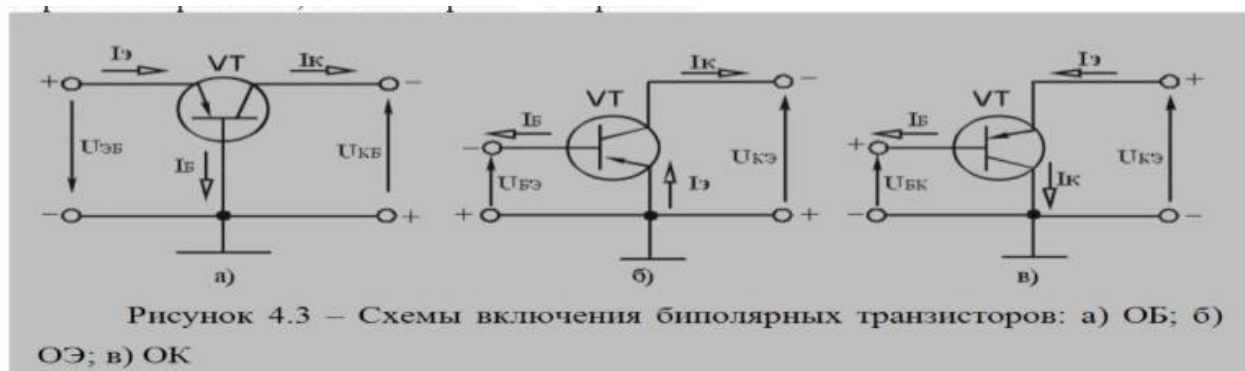 Iэ VT Iк
+ −
Uэб Iб Uкб
− +
а)
Iк
−
VT
Iб
−
Uбэ Iэ Uкэ
+ +
б)
Iэ
+
VT
Iб
+
Uбк Iк Uкэ
− −
в)
Рисунок 4.3 – Схемы включения биполярных транзисторов: а) ОБ; б)
ОЭ; в) ОК